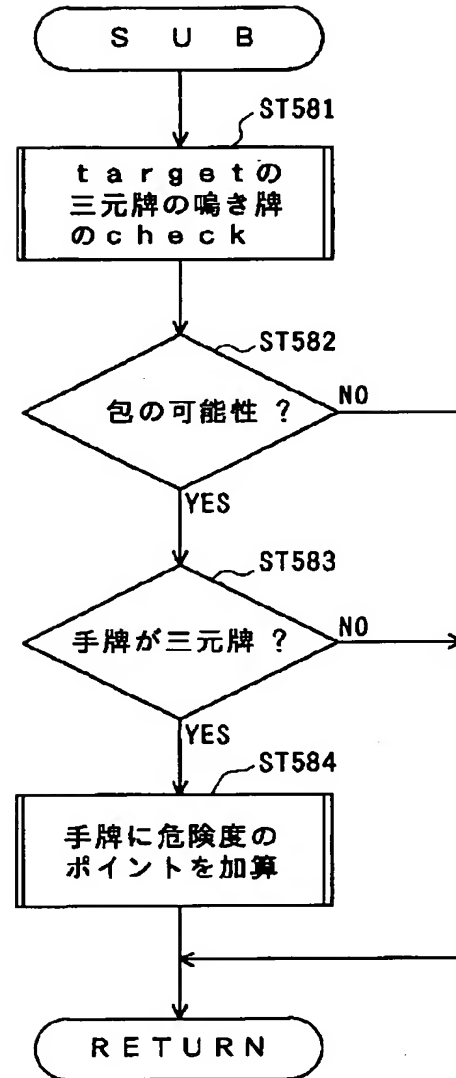 ＳＵＢ
ST581
ｔａｒｇｅｔの
三元牌の鳴き牌
のｃｈｅｃｋ
ST582
包の可能性？
NO
YES
ST583
手牌が三元牌？
NO
YES
ST584
手牌に危険度の
ポイントを加算
ＲＥＴＵＲＮ